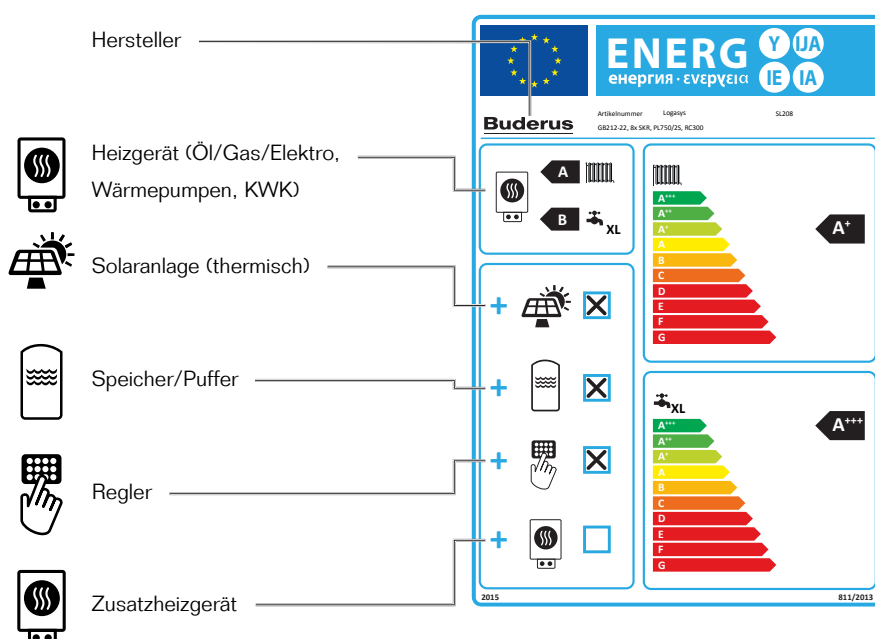 Hersteller
ENERG Y IJA
енергия · ενεργεια IE IA
Buderus
Artikelnummer Logasys SL208
GB212-22, 8x SKR, PL750/2S, RC300
Heizgerät (Öl/Gas/Elektro,
Wärmepumpen, KWK)
A
B XL
Solaranlage (thermisch)
Speicher/Puffer
Regler
Zusatzheizgerät
A+++
A++
A+
A
B
C
D
E
F
G
A+
XL
A+++
A++
A+
A
B
C
D
E
F
G
A+++
2015
811/2013